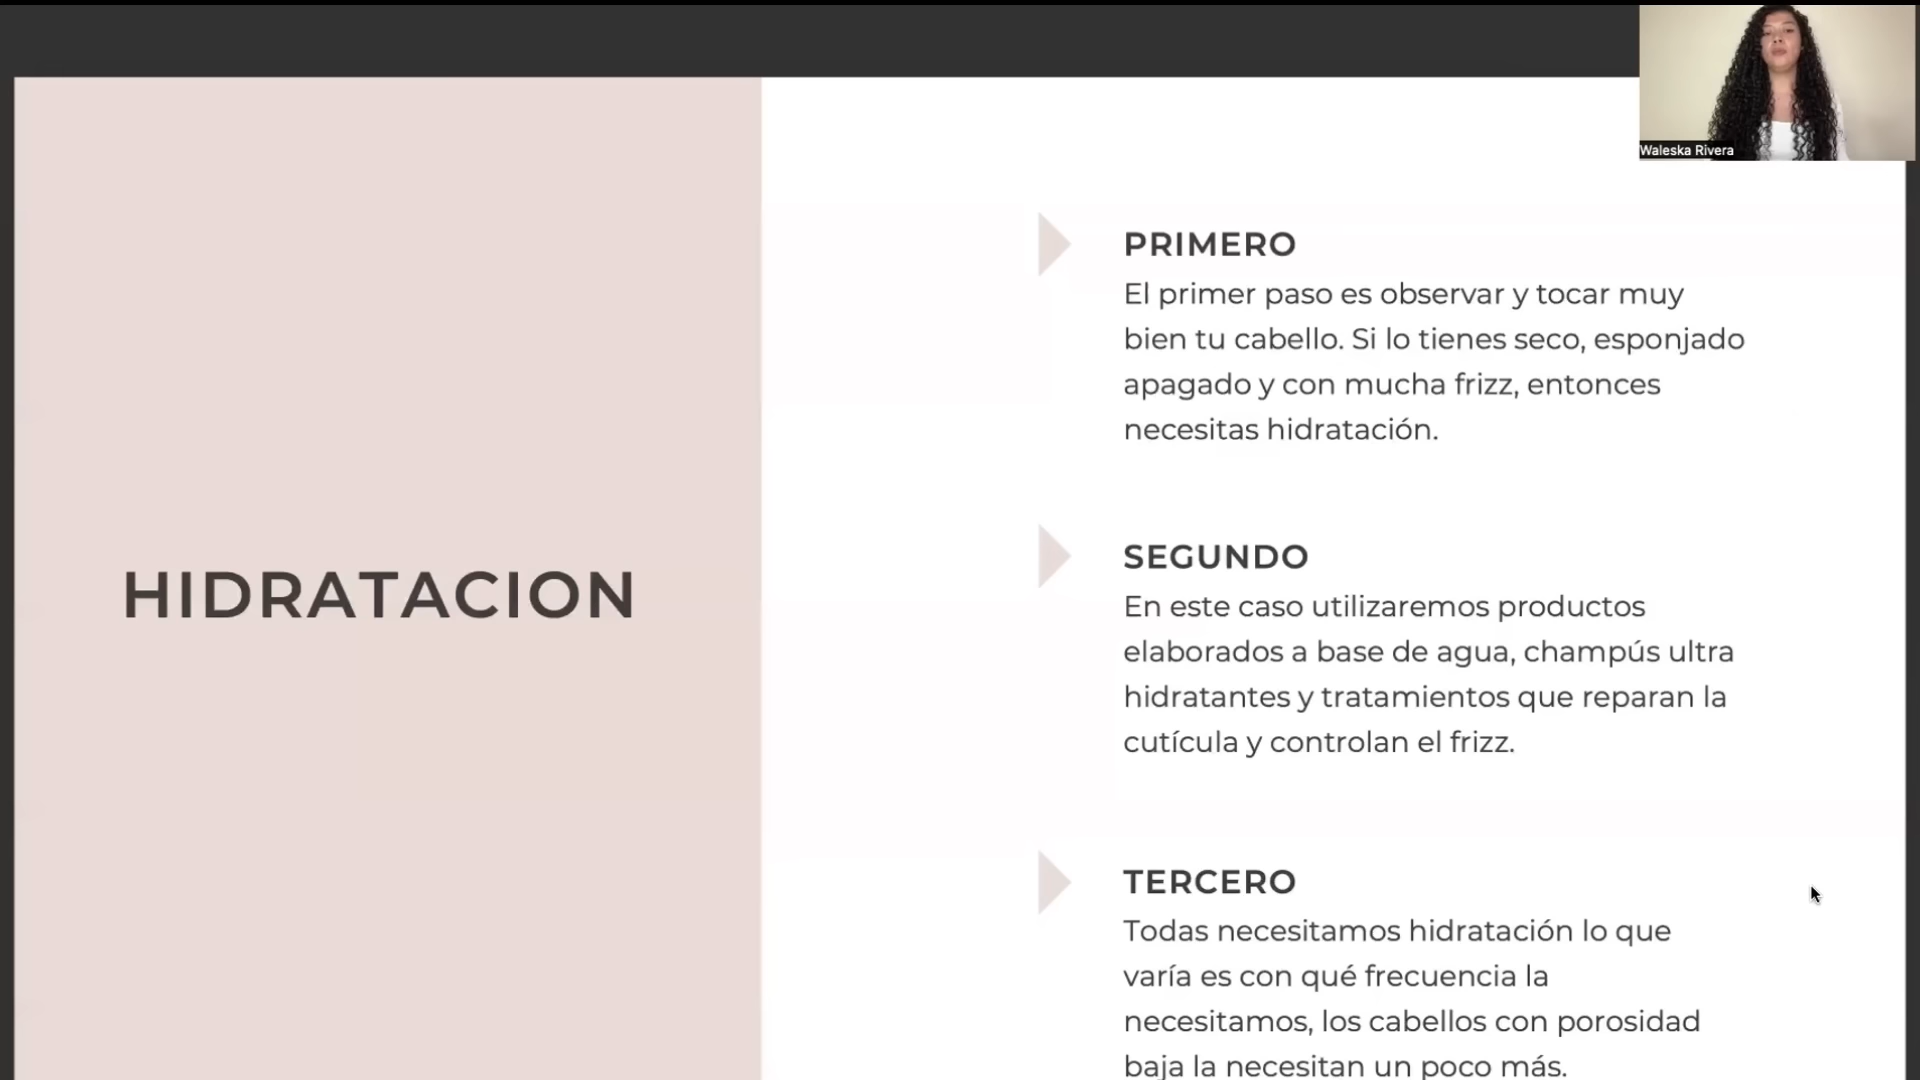 Waleska Rivera
HIDRATACION
PRIMERO
El primer paso es observar y tocar muy
bien tu cabello. Si lo tienes seco, esponjado
apagado y con mucha frizz, entonces
necesitas hidratación.
SEGUNDO
En este caso utilizaremos productos
elaborados a base de agua, champús ultra
hidratantes y tratamientos que reparan la
cutícula y controlan el frizz.
TERCERO
Todas necesitamos hidratación lo que
varía es con qué frecuencia la
necesitamos, los cabellos con porosidad
baja la necesitan un poco más.